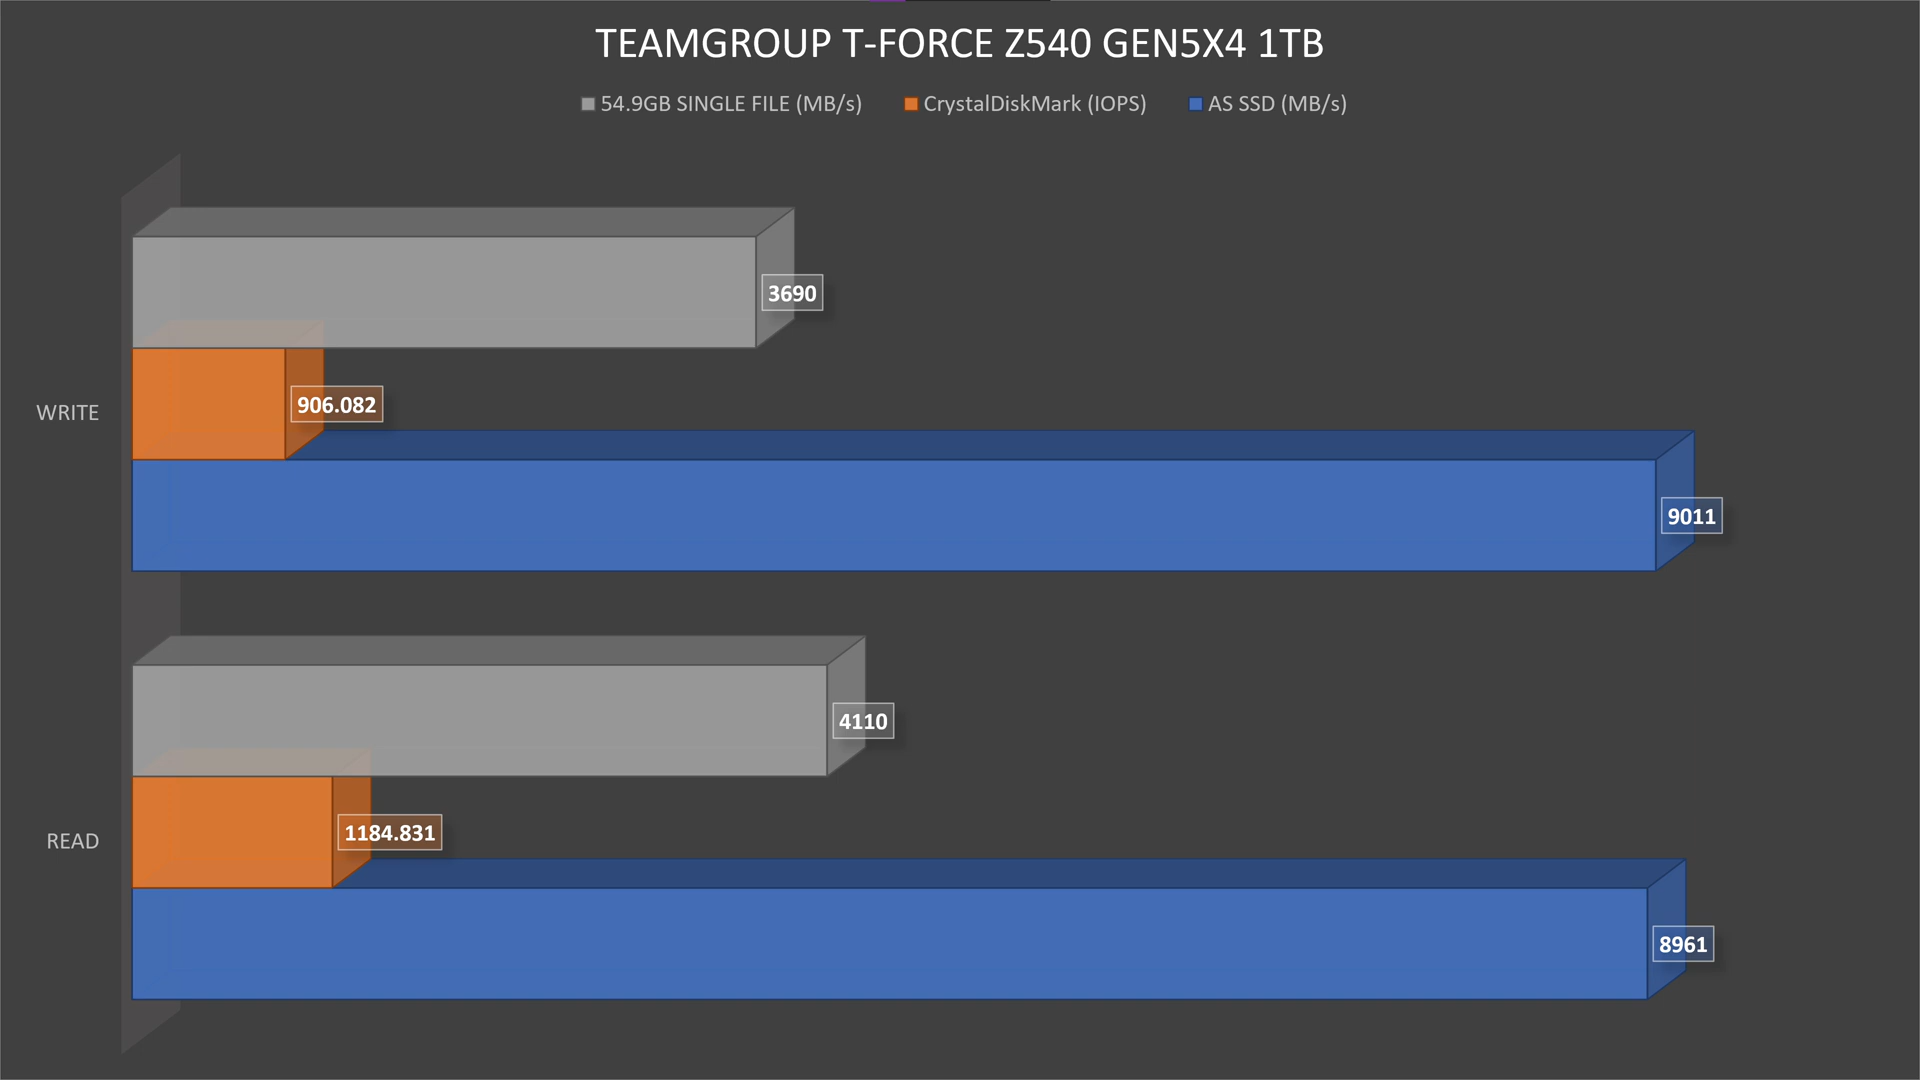 TEAMGROUP T-FORCE Z540 GEN5X4 1TB
54.9GB SINGLE FILE (MB/s) CrystalDiskMark (IOPS) AS SSD (MB/s)
3690
WRITE 906.082
9011
4110
READ 1184.831
8961